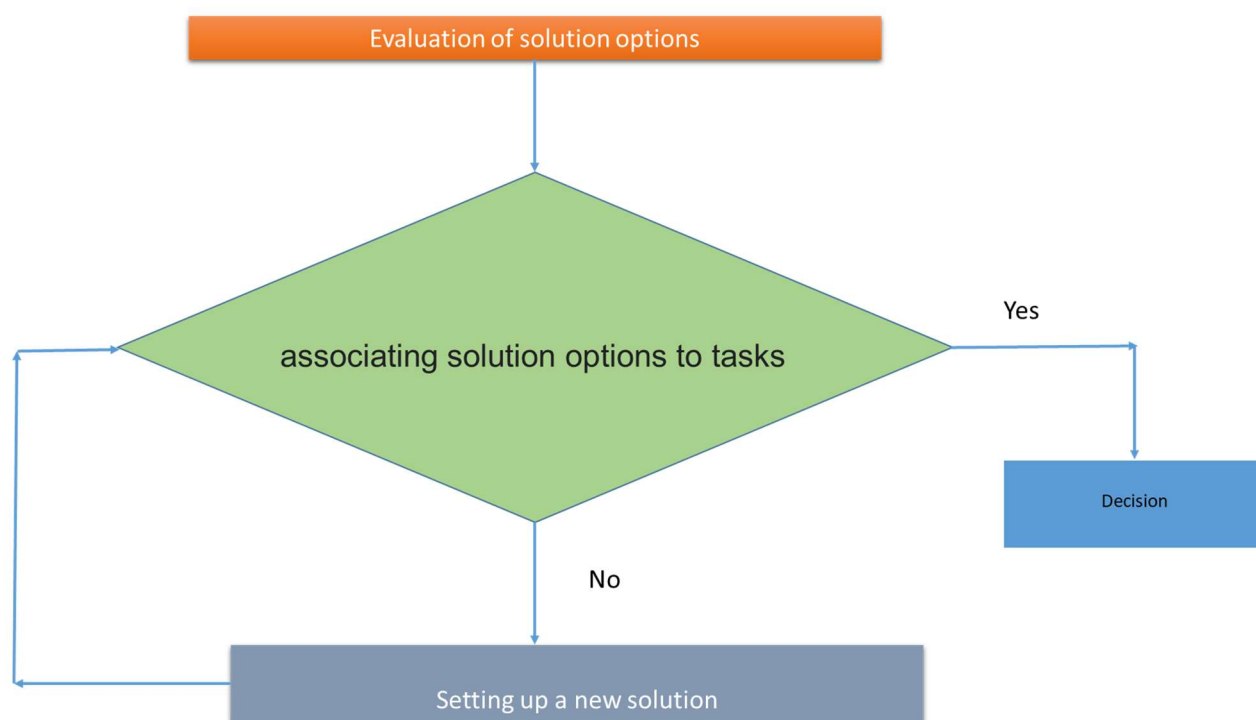 Evaluation of solution options
Yes
associating solution options to tasks
Decision
No
Setting up a new solution